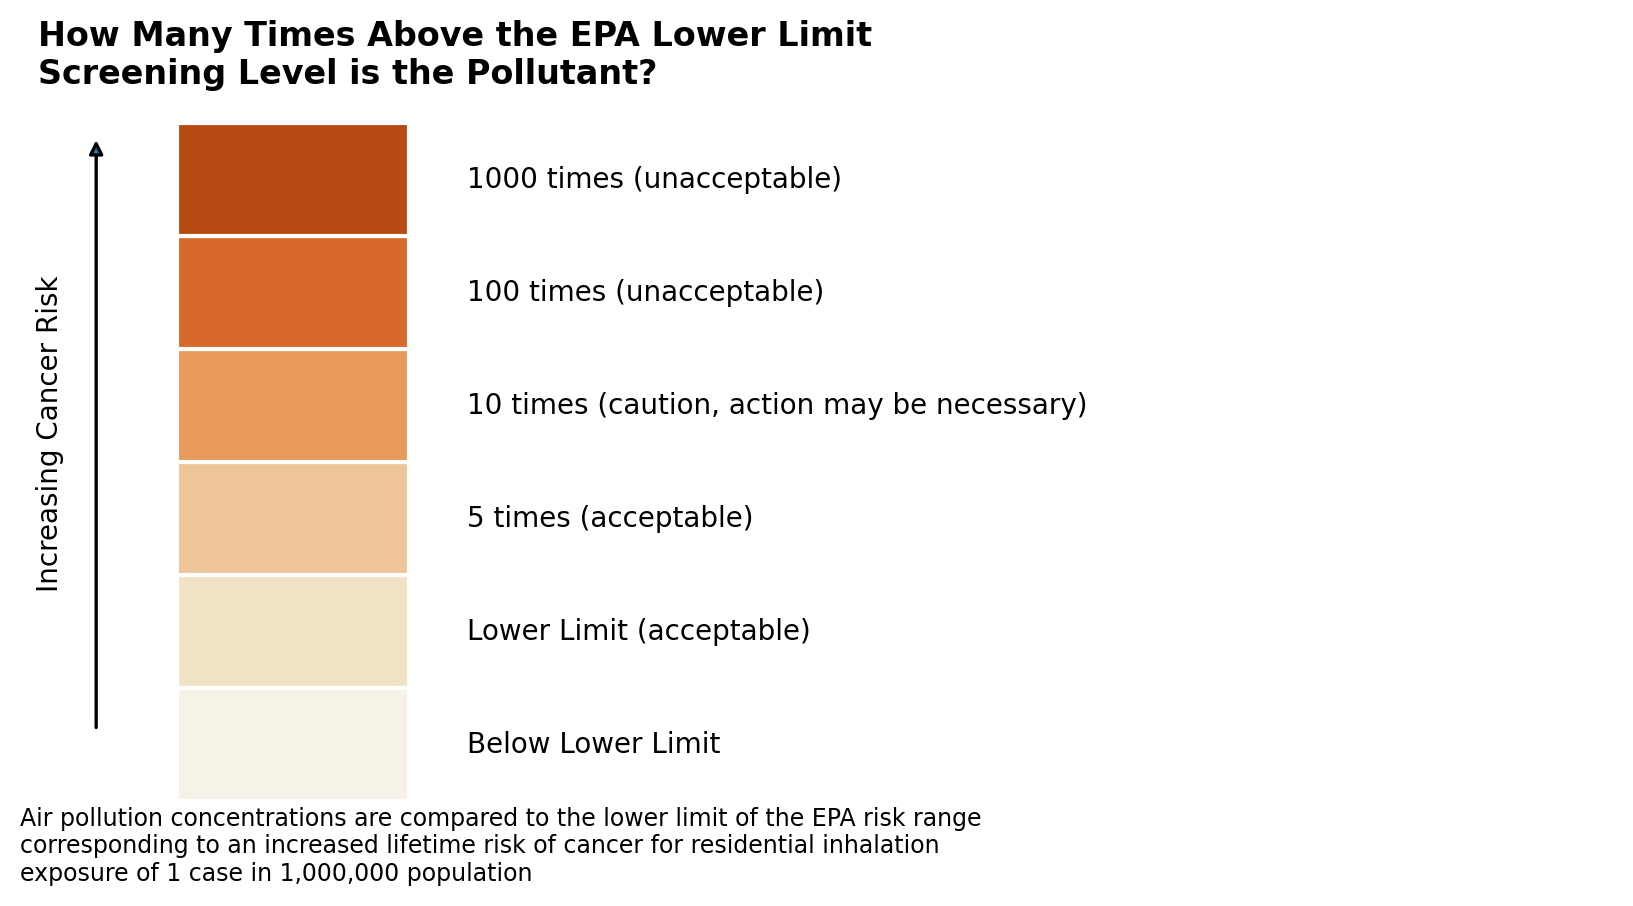 How Many Times Above the EPA Lower Limit
Screening Level is the Pollutant?
Increasing Cancer Risk
1000 times (unacceptable)
100 times (unacceptable)
10 times (caution, action may be necessary)
5 times (acceptable)
Lower Limit (acceptable)
Below Lower Limit
Air pollution concentrations are compared to the lower limit of the EPA risk range
corresponding to an increased lifetime risk of cancer for residential inhalation
exposure of 1 case in 1,000,000 population